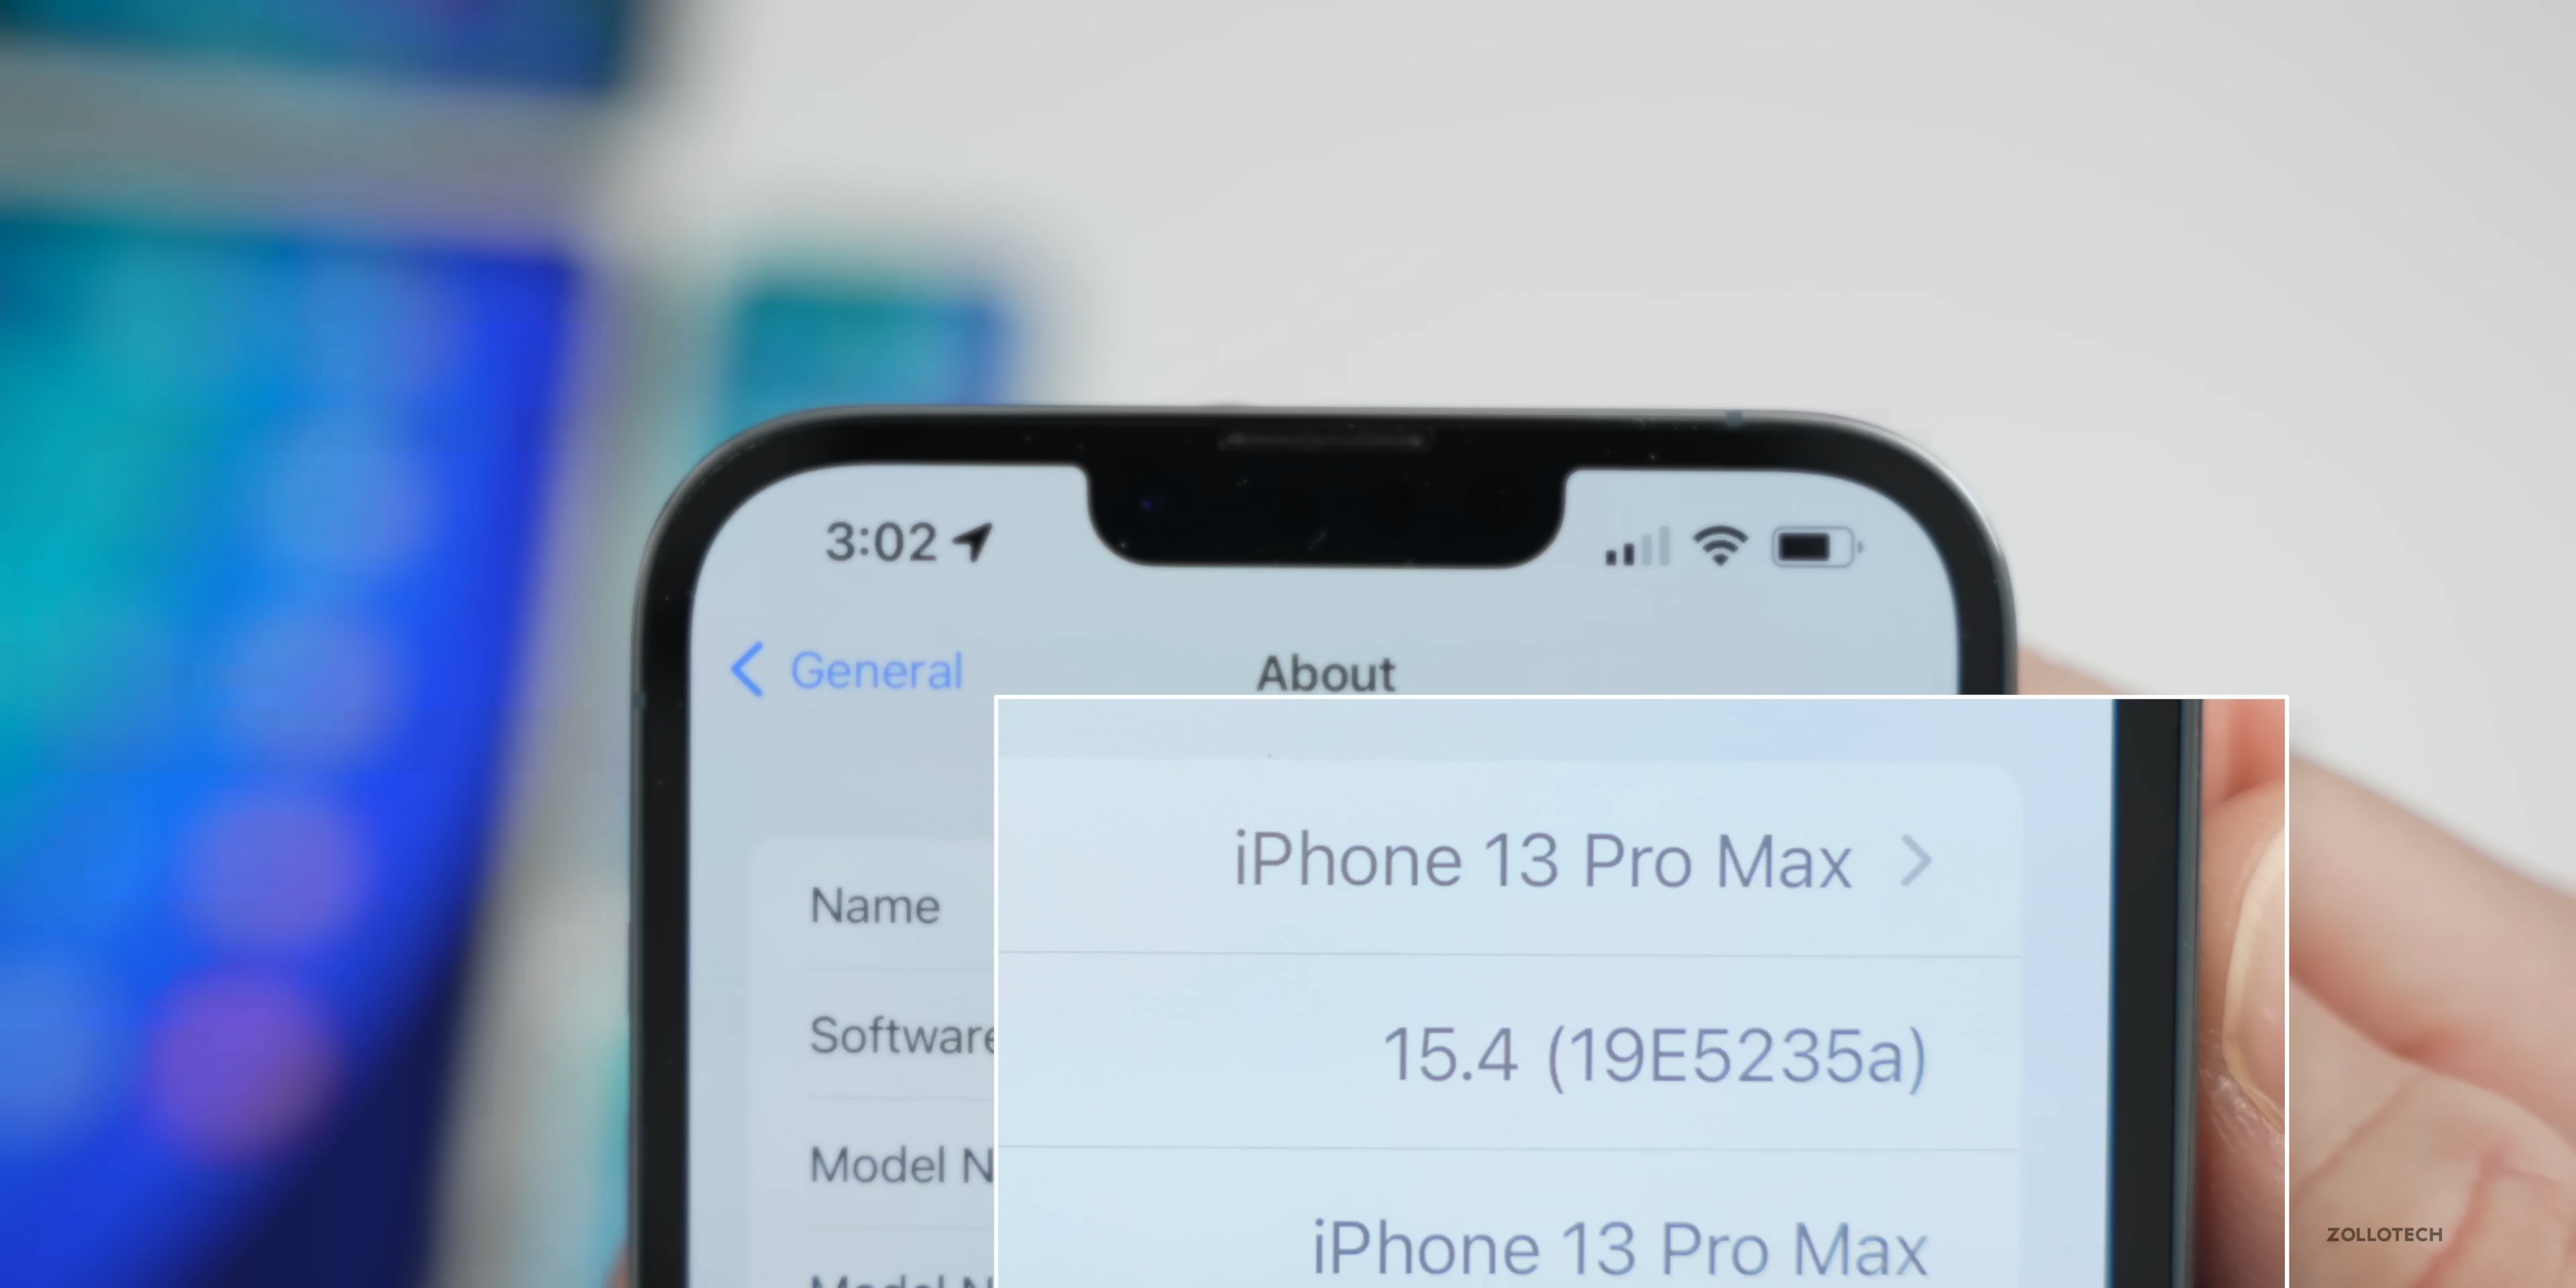 3:02
General
About
Name
iPhone 13 Pro Max
Software
15.4 (19E5235a)
Model N
iPhone 13 Pro Max
Model N
ZOLLOTECH